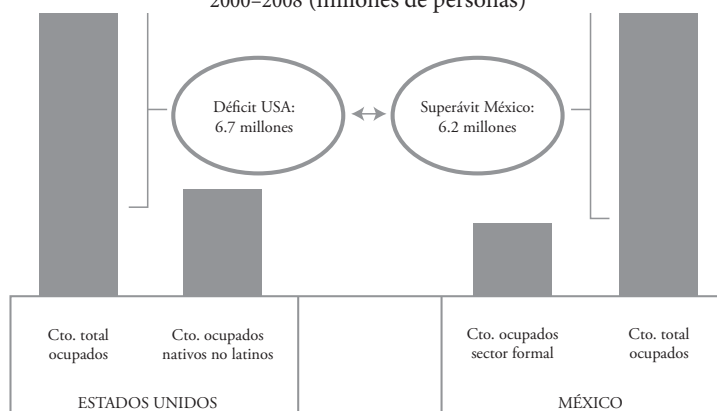 2000–2008 (millones de personas)
Déficit USA:
6.7 millones
Superávit México:
6.2 millones
Cto. total
ocupados
Cto. ocupados
nativos no latinos
Cto. ocupados
sector formal
Cto. total
ocupados
ESTADOS UNIDOS
MÉXICO